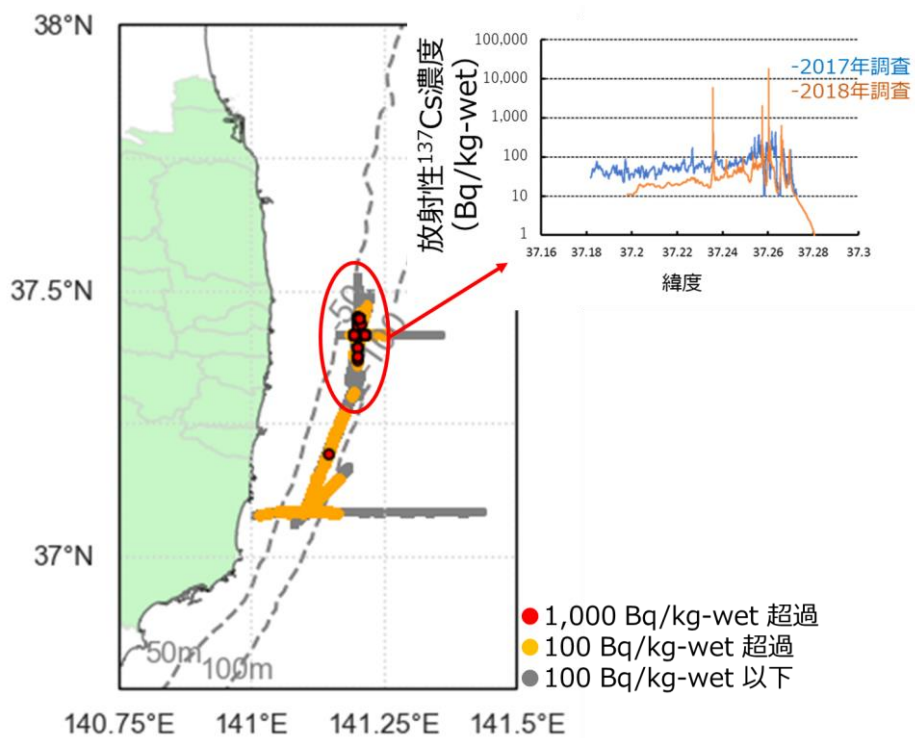 38°N
37.5°N
37°N
140.75°E
141°E
141.25°E
141.5°E
50
100
50m
100m
放射性¹³⁷Cs濃度
(Bq/kg-wet)
100,000
10,000
1,000
100
10
1
37.16
37.18
37.2
37.22
37.24
37.26
37.28
37.3
緯度
-2017年調査
-2018年調査
1,000 Bq/kg-wet 超過
100 Bq/kg-wet 超過
100 Bq/kg-wet 以下